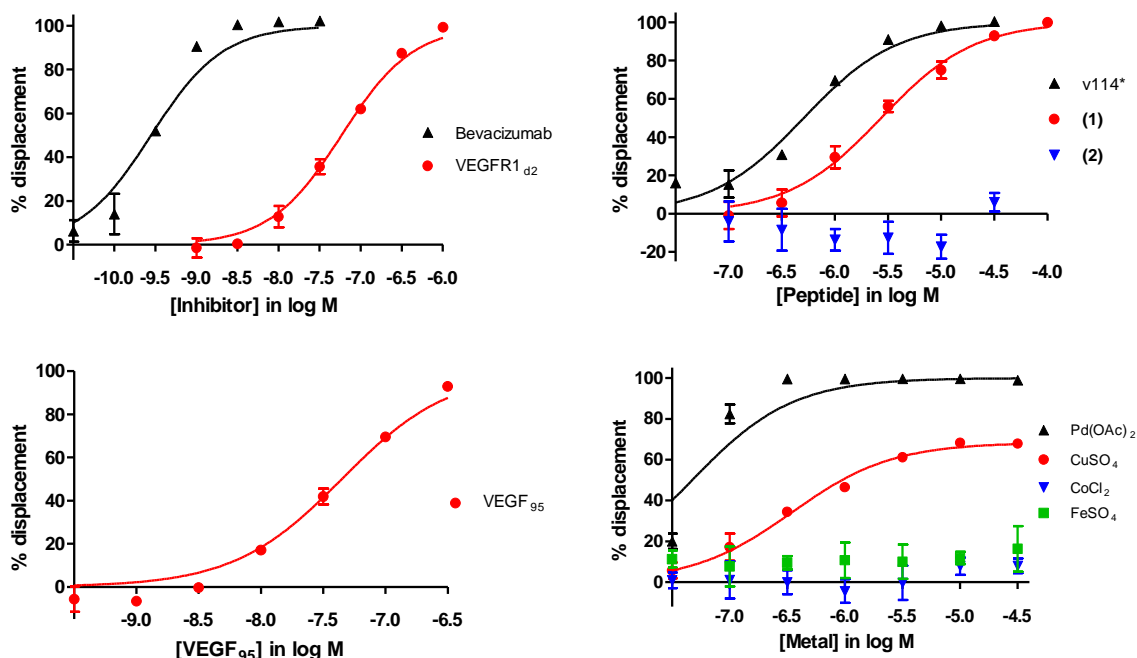 % displacement
100
80
60
40
20
0
-10.0 -9.5 -9.0 -8.5 -8.0 -7.5 -7.0 -6.5 -6.0
[Inhibitor] in log M
Bevacizumab
VEGFR1 d2
% displacement
100
80
60
40
20
0
-20
-7.0 -6.5 -6.0 -5.5 -5.0 -4.5 -4.0
[Peptide] in log M
v114*
(1)
(2)
% displacement
100
80
60
40
20
0
-9.0 -8.5 -8.0 -7.5 -7.0 -6.5
[VEGF95] in log M
VEGF95
% displacement
100
80
60
40
20
0
-7.0 -6.5 -6.0 -5.5 -5.0 -4.5
[Metal] in log M
Pd(OAc)2
CuSO4
CoCl2
FeSO4